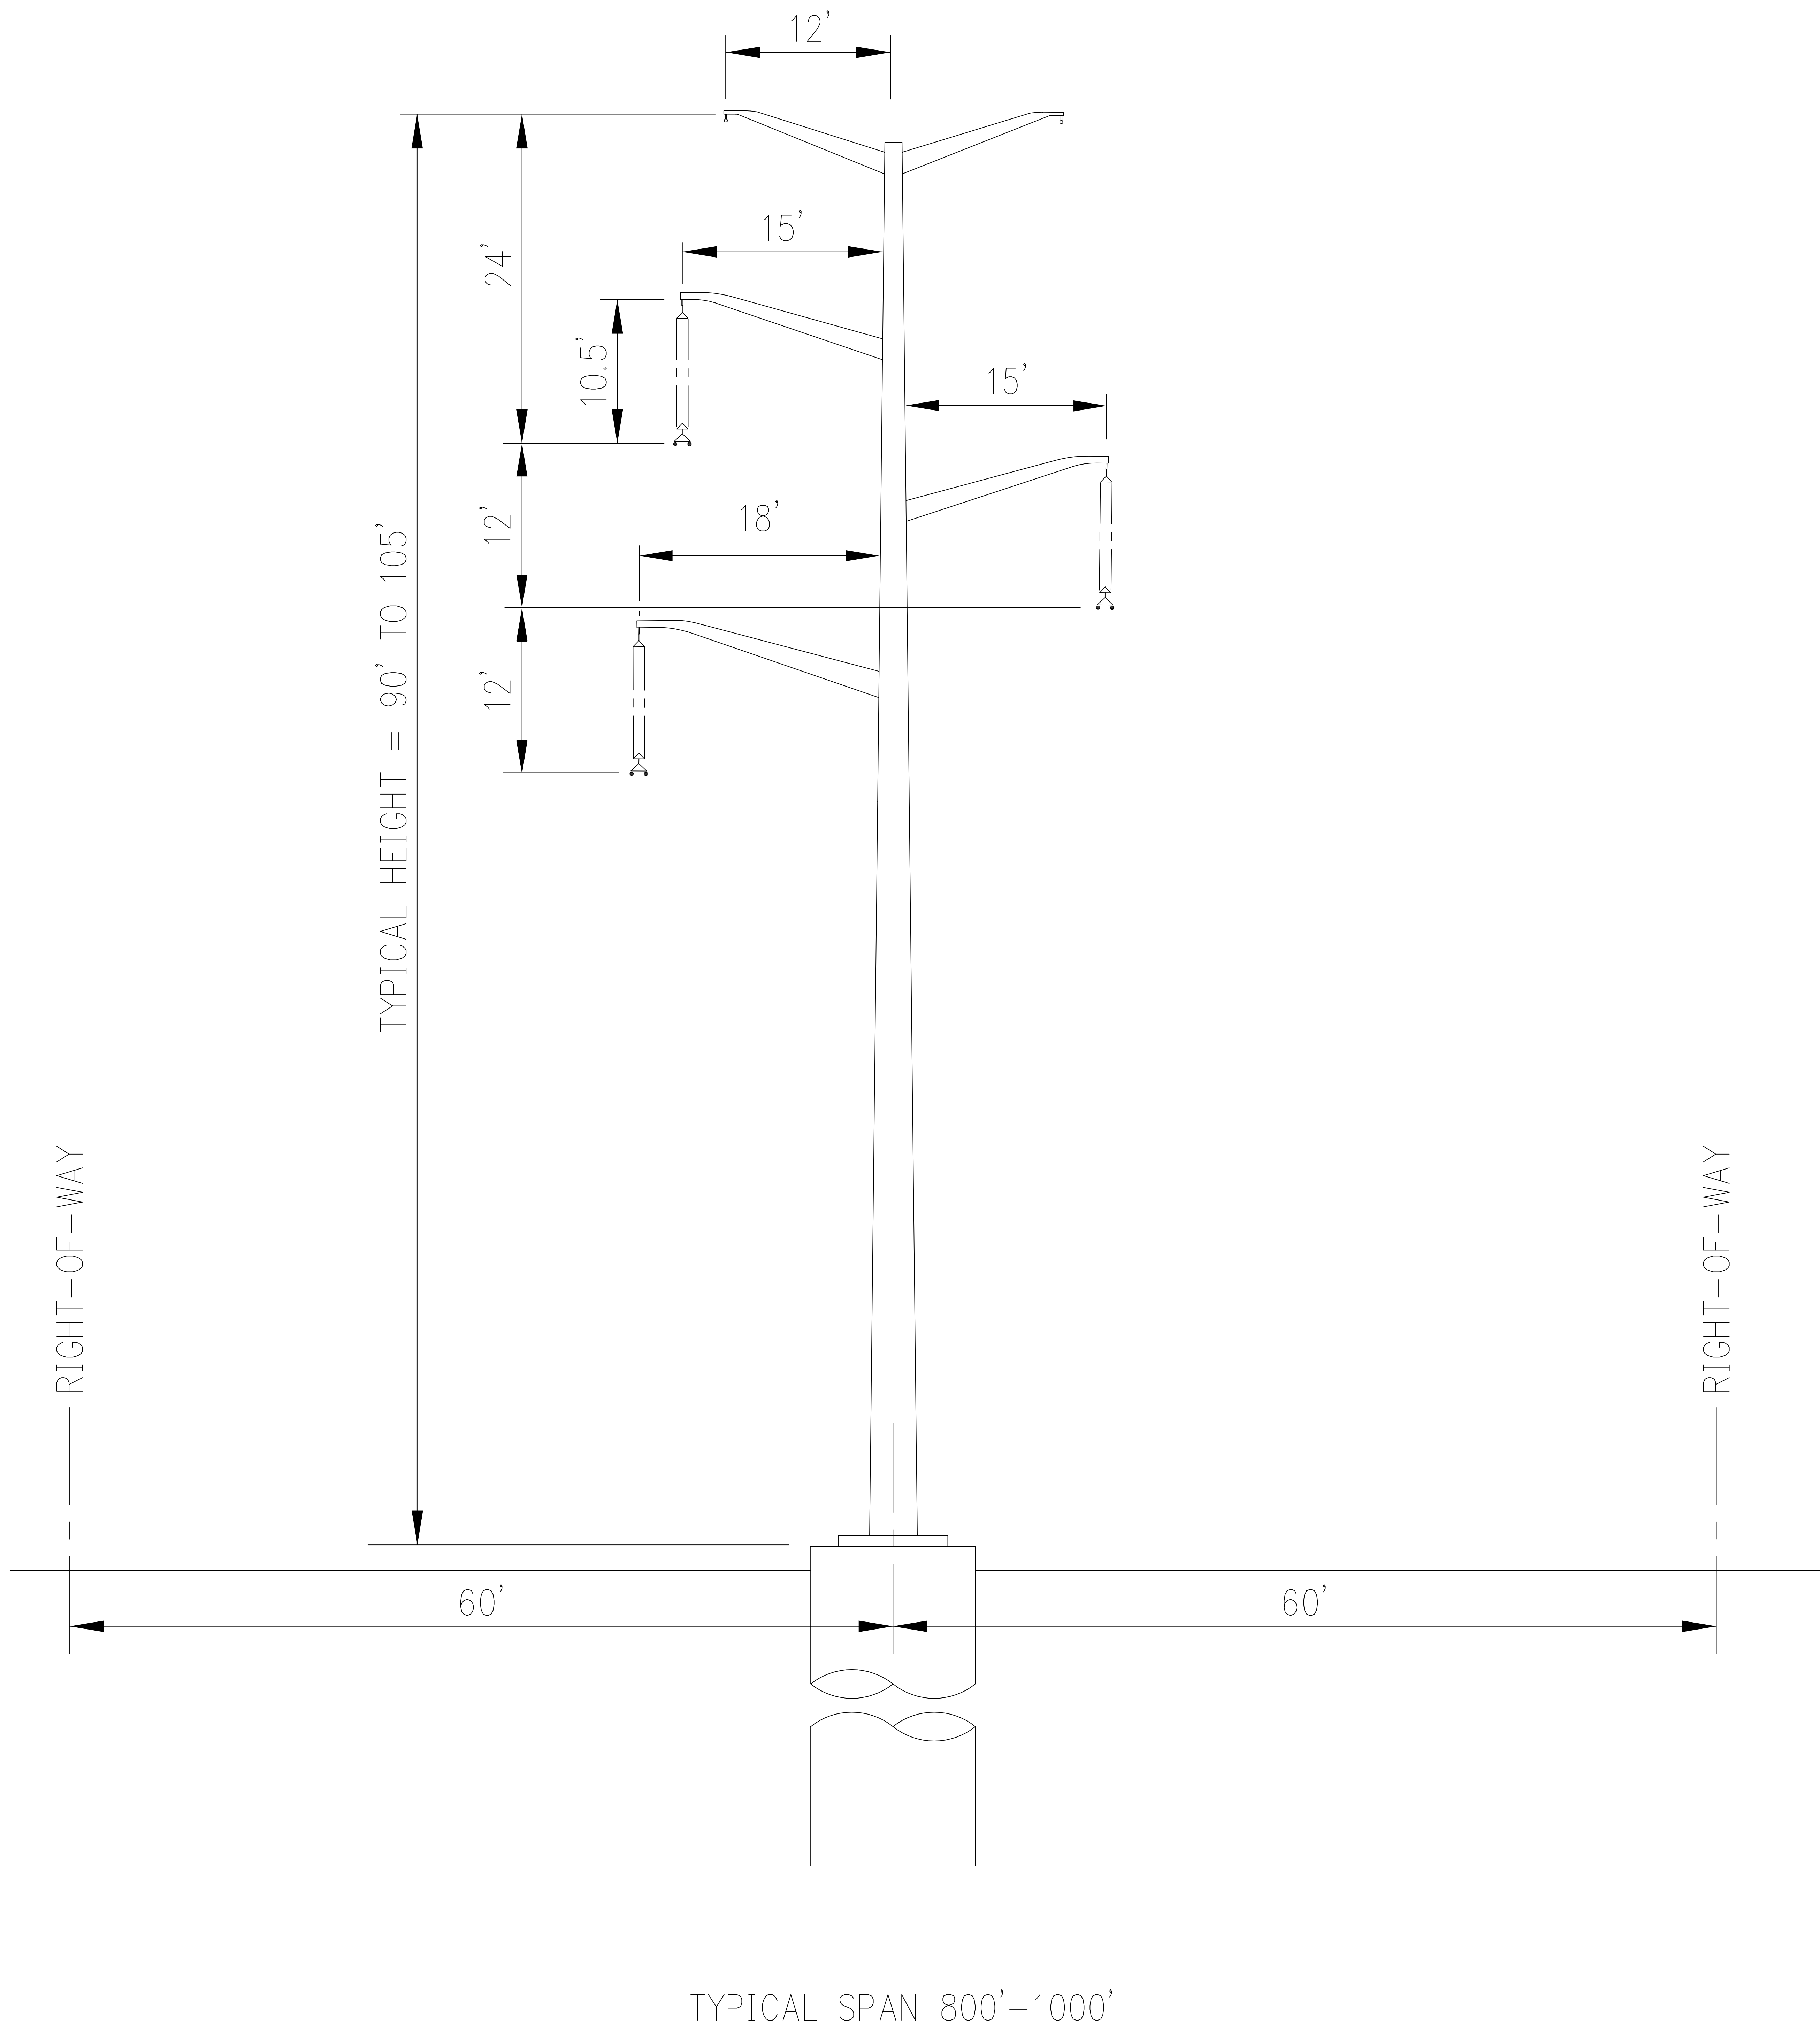 12'
15'
24'
10.5'
15'
12'
18'
12'
TYPICAL HEIGHT = 90' TO 105'
RIGHT-OF-WAY
RIGHT-OF-WAY
60'
60'
TYPICAL SPAN 800'-1000'